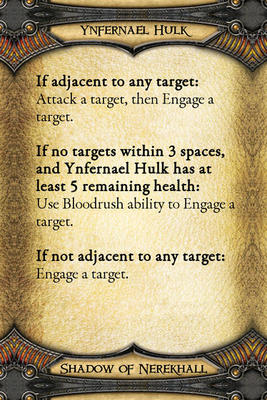 Ynfernael Hulk
If adjacent to any target:
Attack a target, then Engage a
target.
If no targets within 3 spaces,
and Ynfernael Hulk has at
least 5 remaining health:
Use Bloodrush ability to Engage a
target.
If not adjacent to any target:
Engage a target.
Shadow of Nerekhall